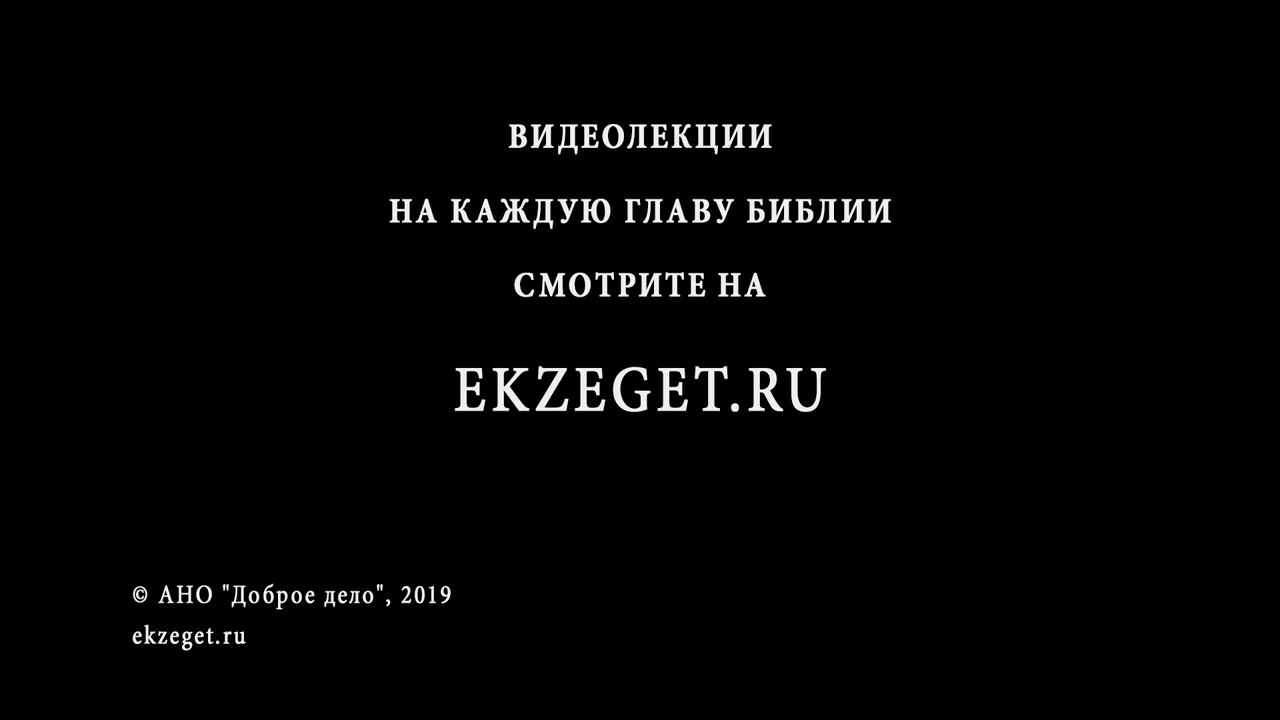 ВИДЕОЛЕКЦИИ
НА КАЖДУЮ ГЛАВУ БИБЛИИ
СМОТРИТЕ НА
EKZEGET.RU
© АНО "Доброе дело", 2019
ekzeget.ru